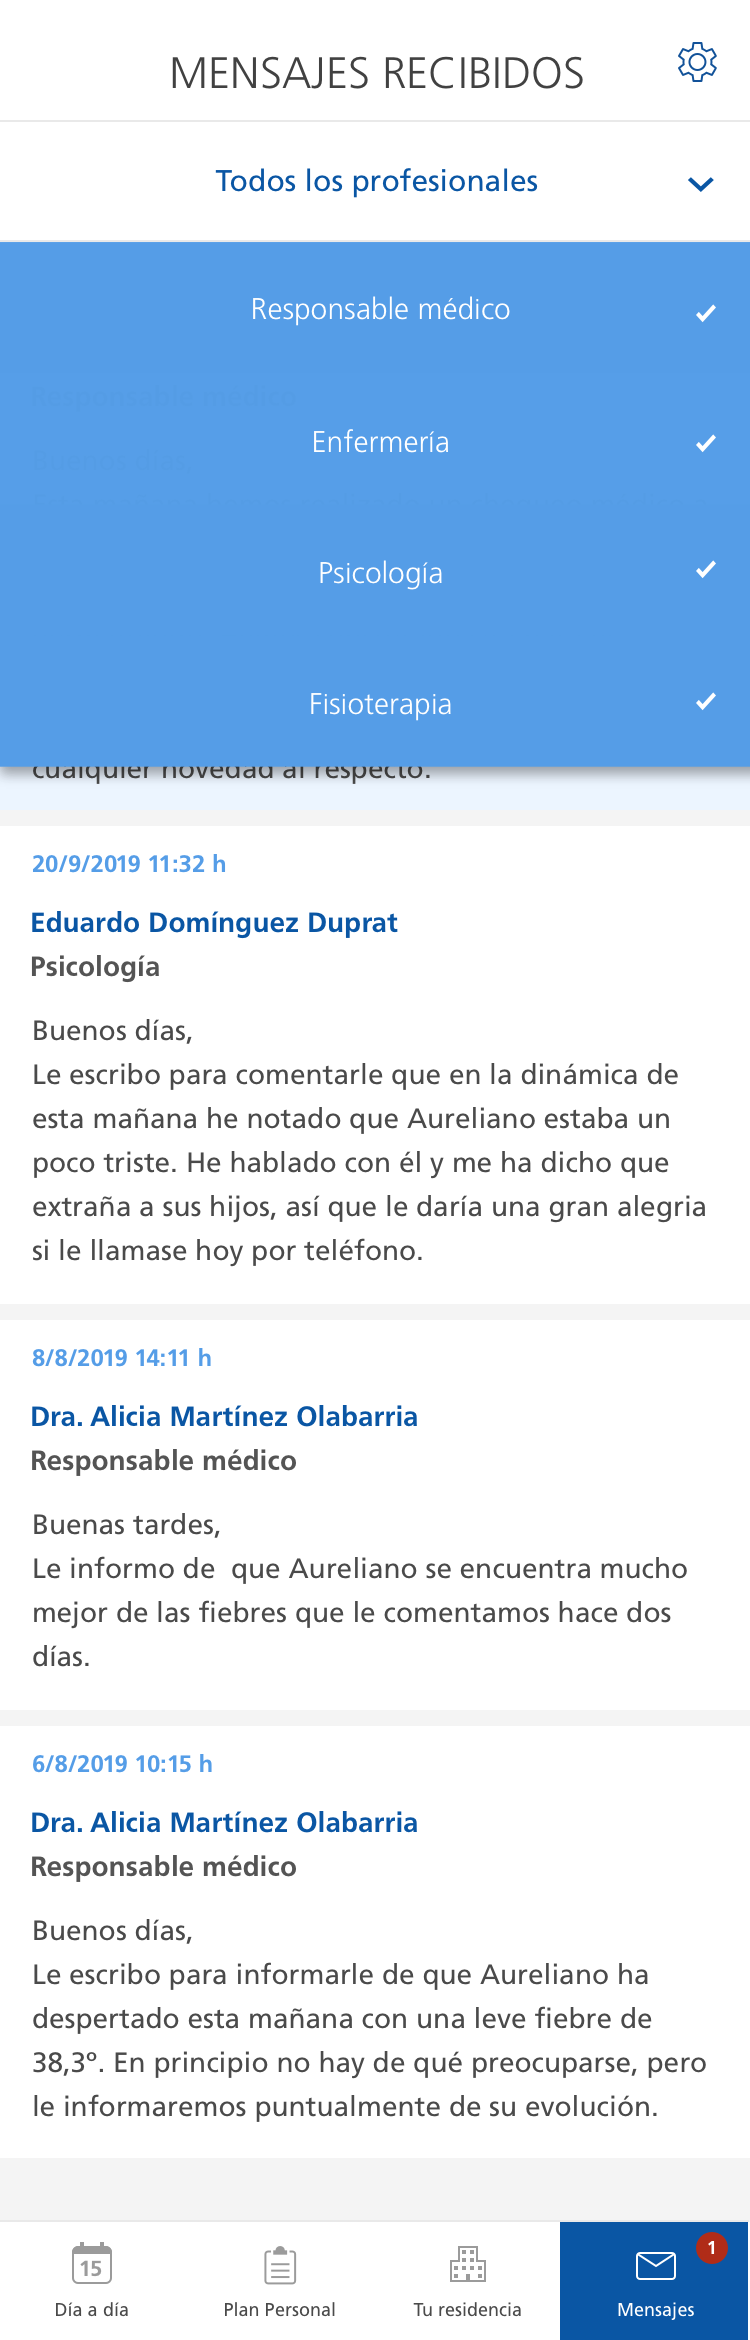 MENSAJES RECIBIDOS
Todos los profesionales
Responsable médico
Responsable médico
Enfermería
Buenos días,
Psicología
Fisioterapia
cualquier novedad al respecto.
20/9/2019 11:32 h
Eduardo Domínguez Duprat
Psicología
Buenos días,
Le escribo para comentarle que en la dinámica de
esta mañana he notado que Aureliano estaba un
poco triste. He hablado con él y me ha dicho que
extraña a sus hijos, así que le daría una gran alegria
si le llamase hoy por teléfono.
8/8/2019 14:11 h
Dra. Alicia Martínez Olabarria
Responsable médico
Buenas tardes,
Le informo de  que Aureliano se encuentra mucho
mejor de las fiebres que le comentamos hace dos
días.
6/8/2019 10:15 h
Dra. Alicia Martínez Olabarria
Responsable médico
Buenos días,
Le escribo para informarle de que Aureliano ha
despertado esta mañana con una leve fiebre de
38,3º. En principio no hay de qué preocuparse, pero
le informaremos puntualmente de su evolución.
15
Día a día
Plan Personal
Tu residencia
1
Mensajes